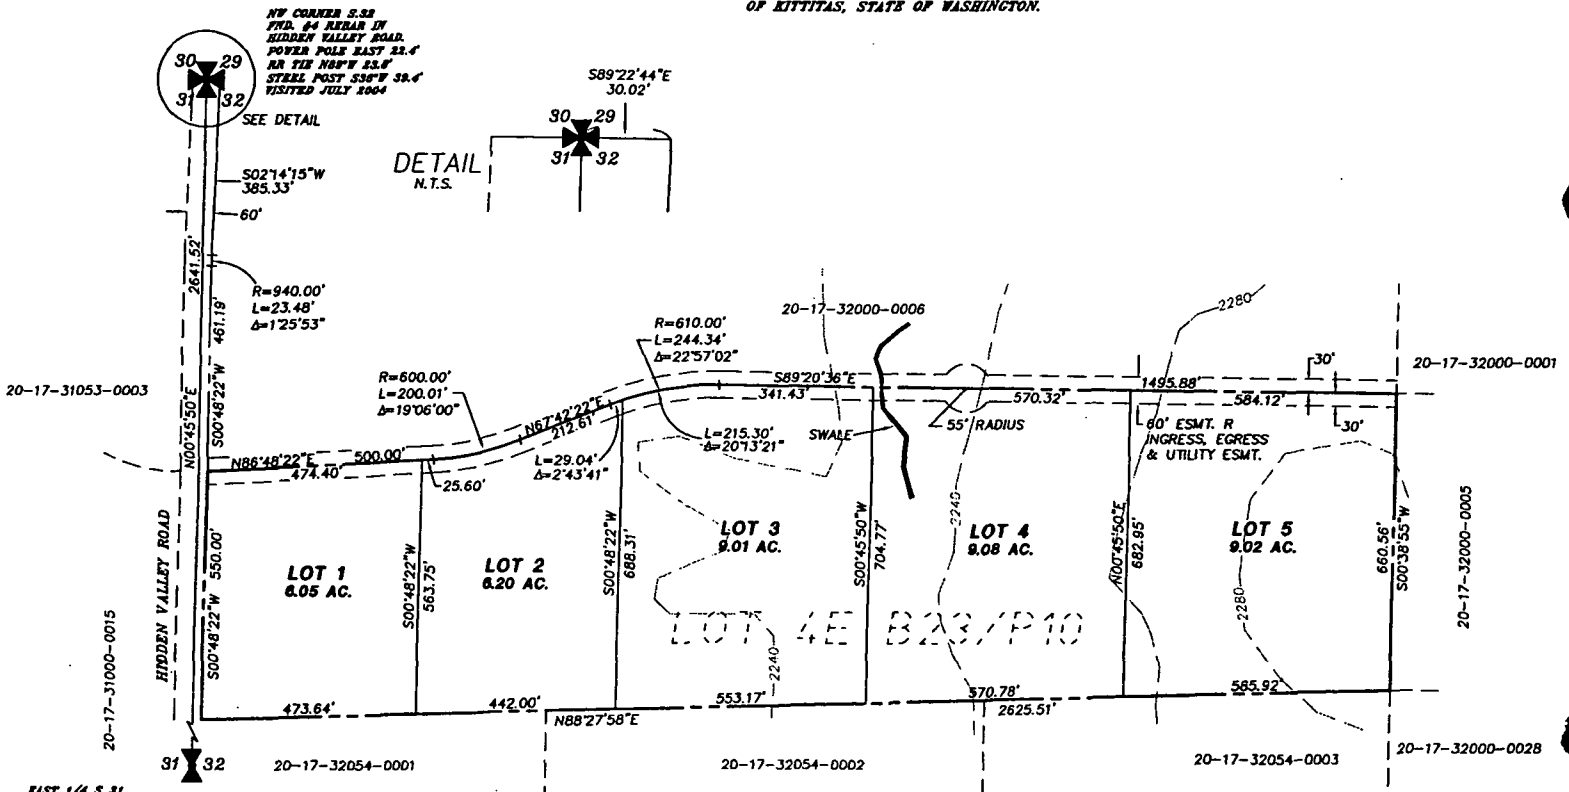 OF KITTITAS, STATE OF WASHINGTON.
NW CORNER S.32
FND. #4 REBAR IN
HIDDEN VALLEY ROAD.
POWER POLE EAST 22.4'
STEEL POST S36°W 39.4'
VISITED JULY 2004
30 29
31 32
SEE DETAIL
S89°22'44"E
30.02'
30 29
31 32
DETAIL
N.T.S.
S02°14'15"W
385.33'
60'
2641.52'
R=940.00'
L=23.48'
Δ=1°25'53"
461.19'
S00°48'22"W
N00°45'50"E
20-17-31053-0003
R=600.00'
L=200.01'
Δ=19°06'00"
R=610.00'
L=244.34'
Δ=22°57'02"
20-17-32000-0006
2280
20-17-32000-0001
30'
S89°20'36"E
1495.88'
341.43'
570.32'
584.12'
N67°42'22"E
212.61'
SWALE
55' RADIUS
60' ESMT. R
INGRESS, EGRESS
& UTILITY ESMT.
30'
L=215.30'
Δ=20°13'21"
N86°48'22"E
500.00'
474.40'
25.60'
L=29.04'
Δ=2°43'41"
HIDDEN VALLEY ROAD
S00°48'22"W
550.00'
LOT 1
6.05 AC.
S00°48'22"W
563.75'
LOT 2
6.20 AC.
S00°48'22"W
688.31'
LOT 3
9.01 AC.
S00°45'50"W
704.77'
2240
LOT 4
9.08 AC.
N00°45'50"E
682.95'
LOT 5
9.02 AC.
2280
660.56'
S00°38'55"W
20-17-32000-0005
20-17-31000-0015
LOT 4E B23/P10
2240
473.64'
442.00'
N88°27'58"E
553.17'
570.78'
2625.51'
585.92'
31 32
20-17-32054-0001
20-17-32054-0002
20-17-32054-0003
20-17-32000-0028
EAST 1/4 S.31